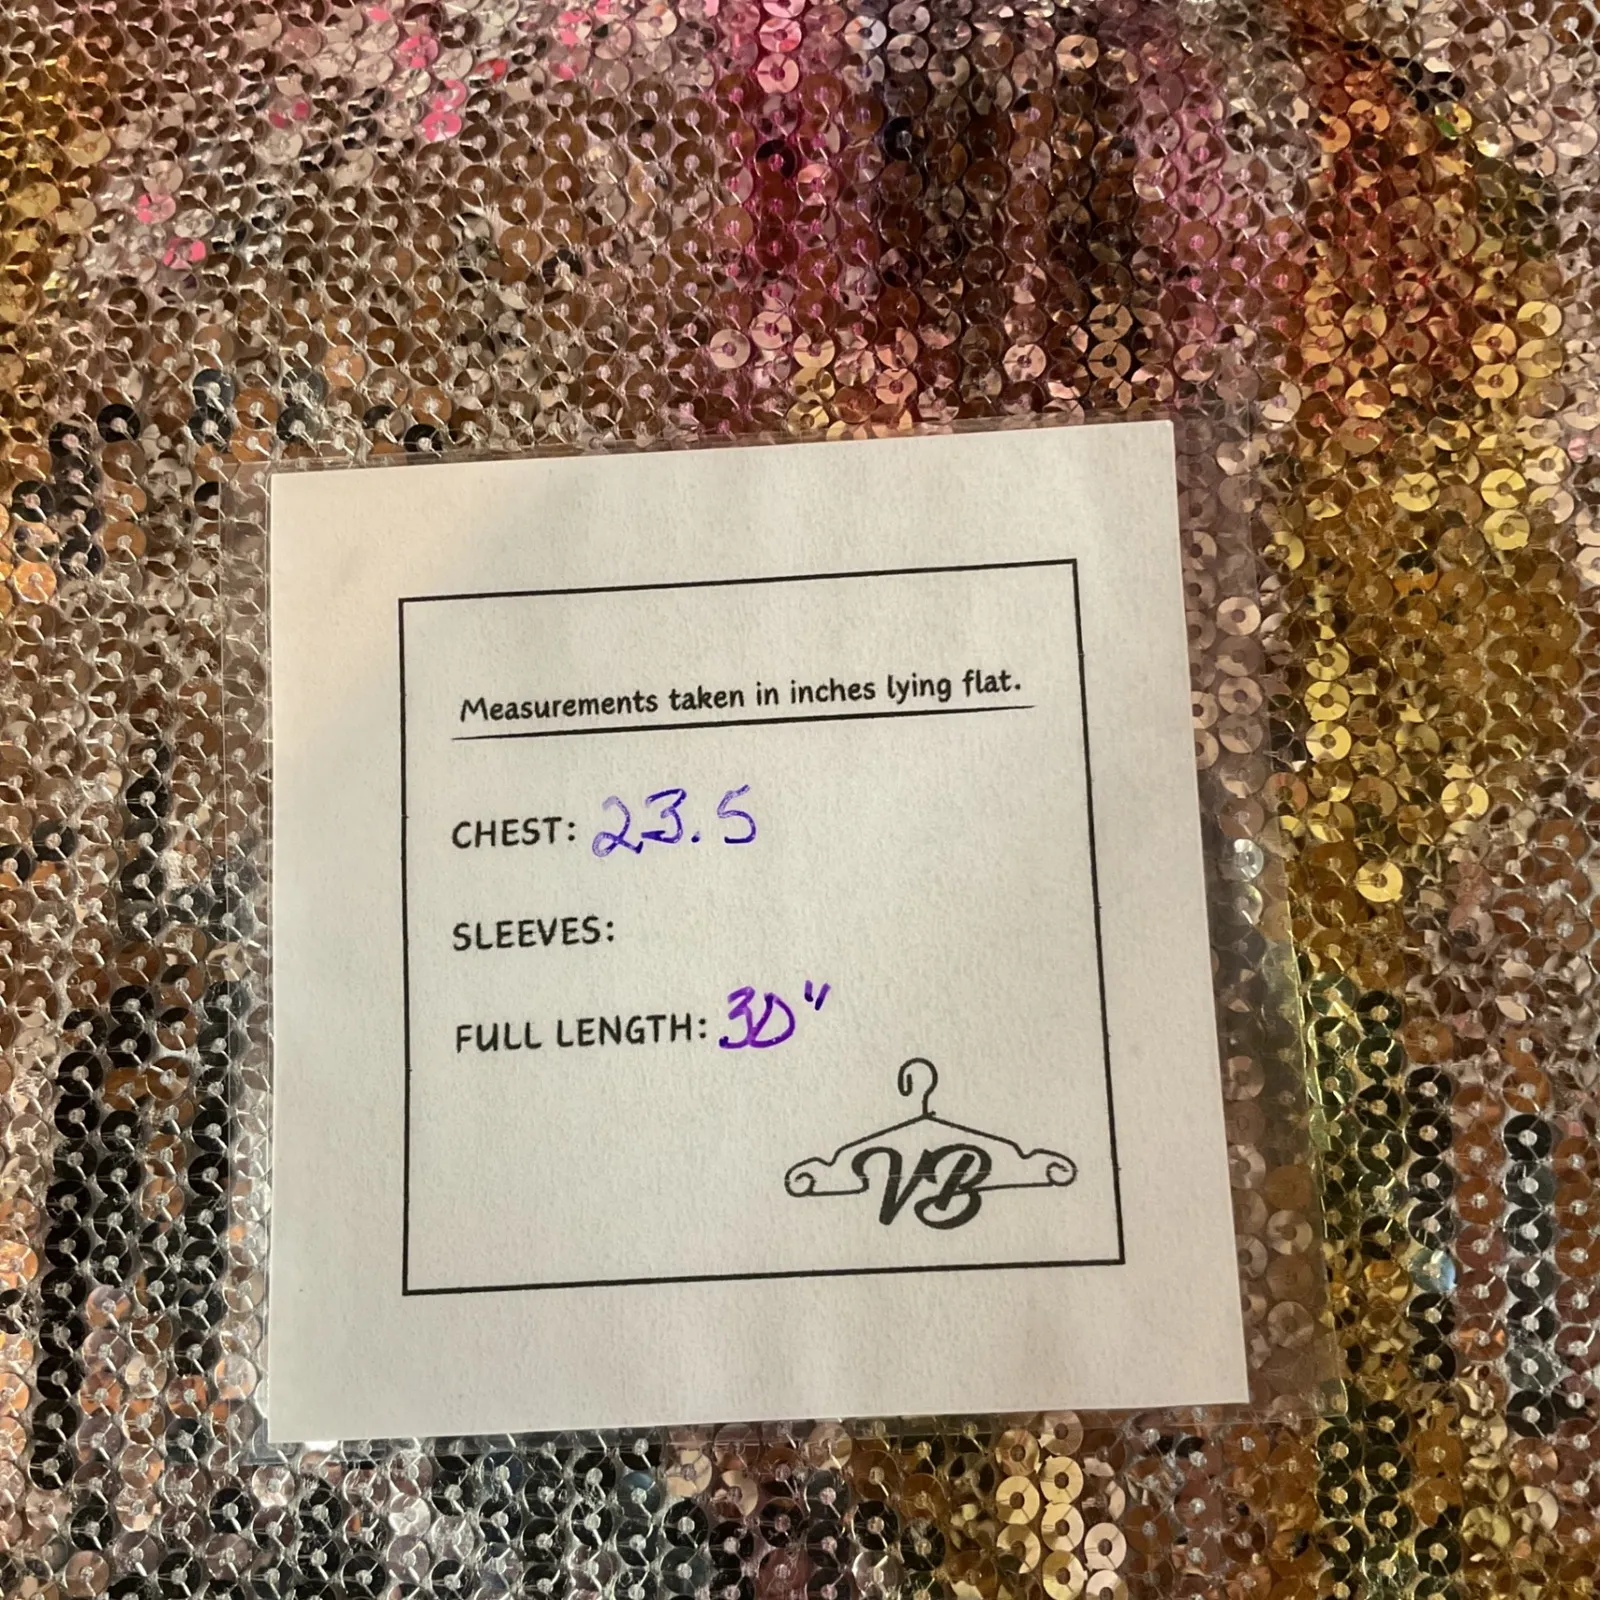 Measurements taken in inches lying flat.
CHEST: 23.5
SLEEVES:
FULL LENGTH: 30"
VB